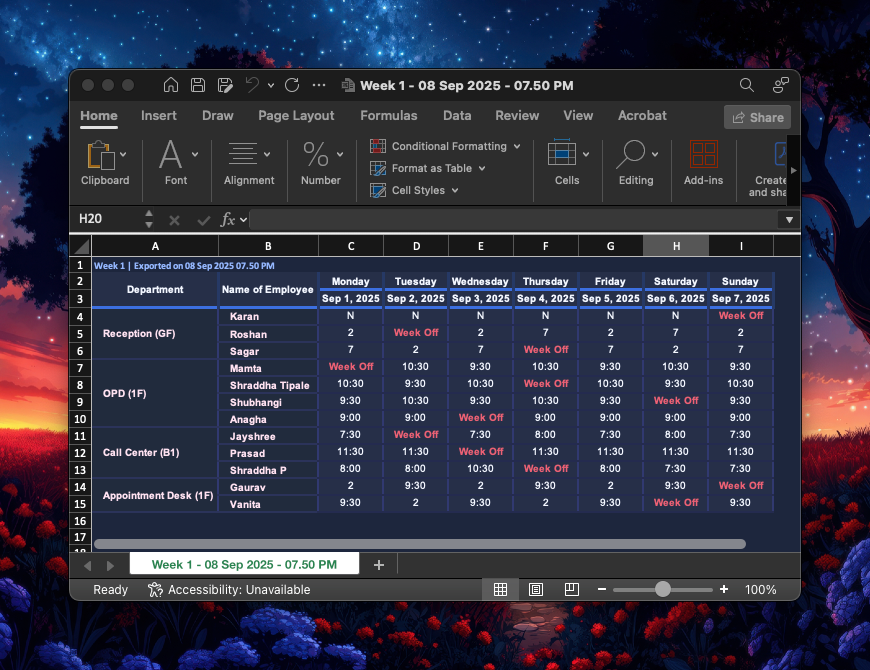 Week 1 - 08 Sep 2025 - 07.50 PM
Home Insert Draw Page Layout Formulas Data Review View Acrobat Share
Clipboard Font Alignment Number
Conditional Formatting
Format as Table
Cell Styles
Cells Editing Add-ins
Create
and sha
H20 fx
A B C D E F G H I
1 Week 1 | Exported on 08 Sep 2025 07.50 PM
2 Department Name of Employee Monday Tuesday Wednesday Thursday Friday Saturday Sunday
3 Sep 1, 2025 Sep 2, 2025 Sep 3, 2025 Sep 4, 2025 Sep 5, 2025 Sep 6, 2025 Sep 7, 2025
4 Reception (GF) Karan N N N N N N Week Off
5 Roshan 2 Week Off 2 7 2 7 2
6 Sagar 7 2 7 Week Off 7 2 7
7 OPD (1F) Mamta Week Off 10:30 9:30 10:30 9:30 10:30 9:30
8 Shraddha Tipale 10:30 9:30 10:30 Week Off 10:30 9:30 10:30
9 Shubhangi 9:30 10:30 9:30 10:30 9:30 Week Off 9:30
10 Anagha 9:00 9:00 Week Off 9:00 9:00 9:00 9:00
11 Call Center (B1) Jayshree 7:30 Week Off 7:30 8:00 7:30 8:00 7:30
12 Prasad 11:30 11:30 Week Off 11:30 11:30 11:30 11:30
13 Shraddha P 8:00 8:00 10:30 Week Off 8:00 7:30 7:30
14 Appointment Desk (1F) Gaurav 2 9:30 2 9:30 2 9:30 Week Off
15 Vanita 9:30 2 9:30 2 9:30 Week Off 9:30
16
17
18
Week 1 - 08 Sep 2025 - 07.50 PM +
Ready Accessibility: Unavailable 100%